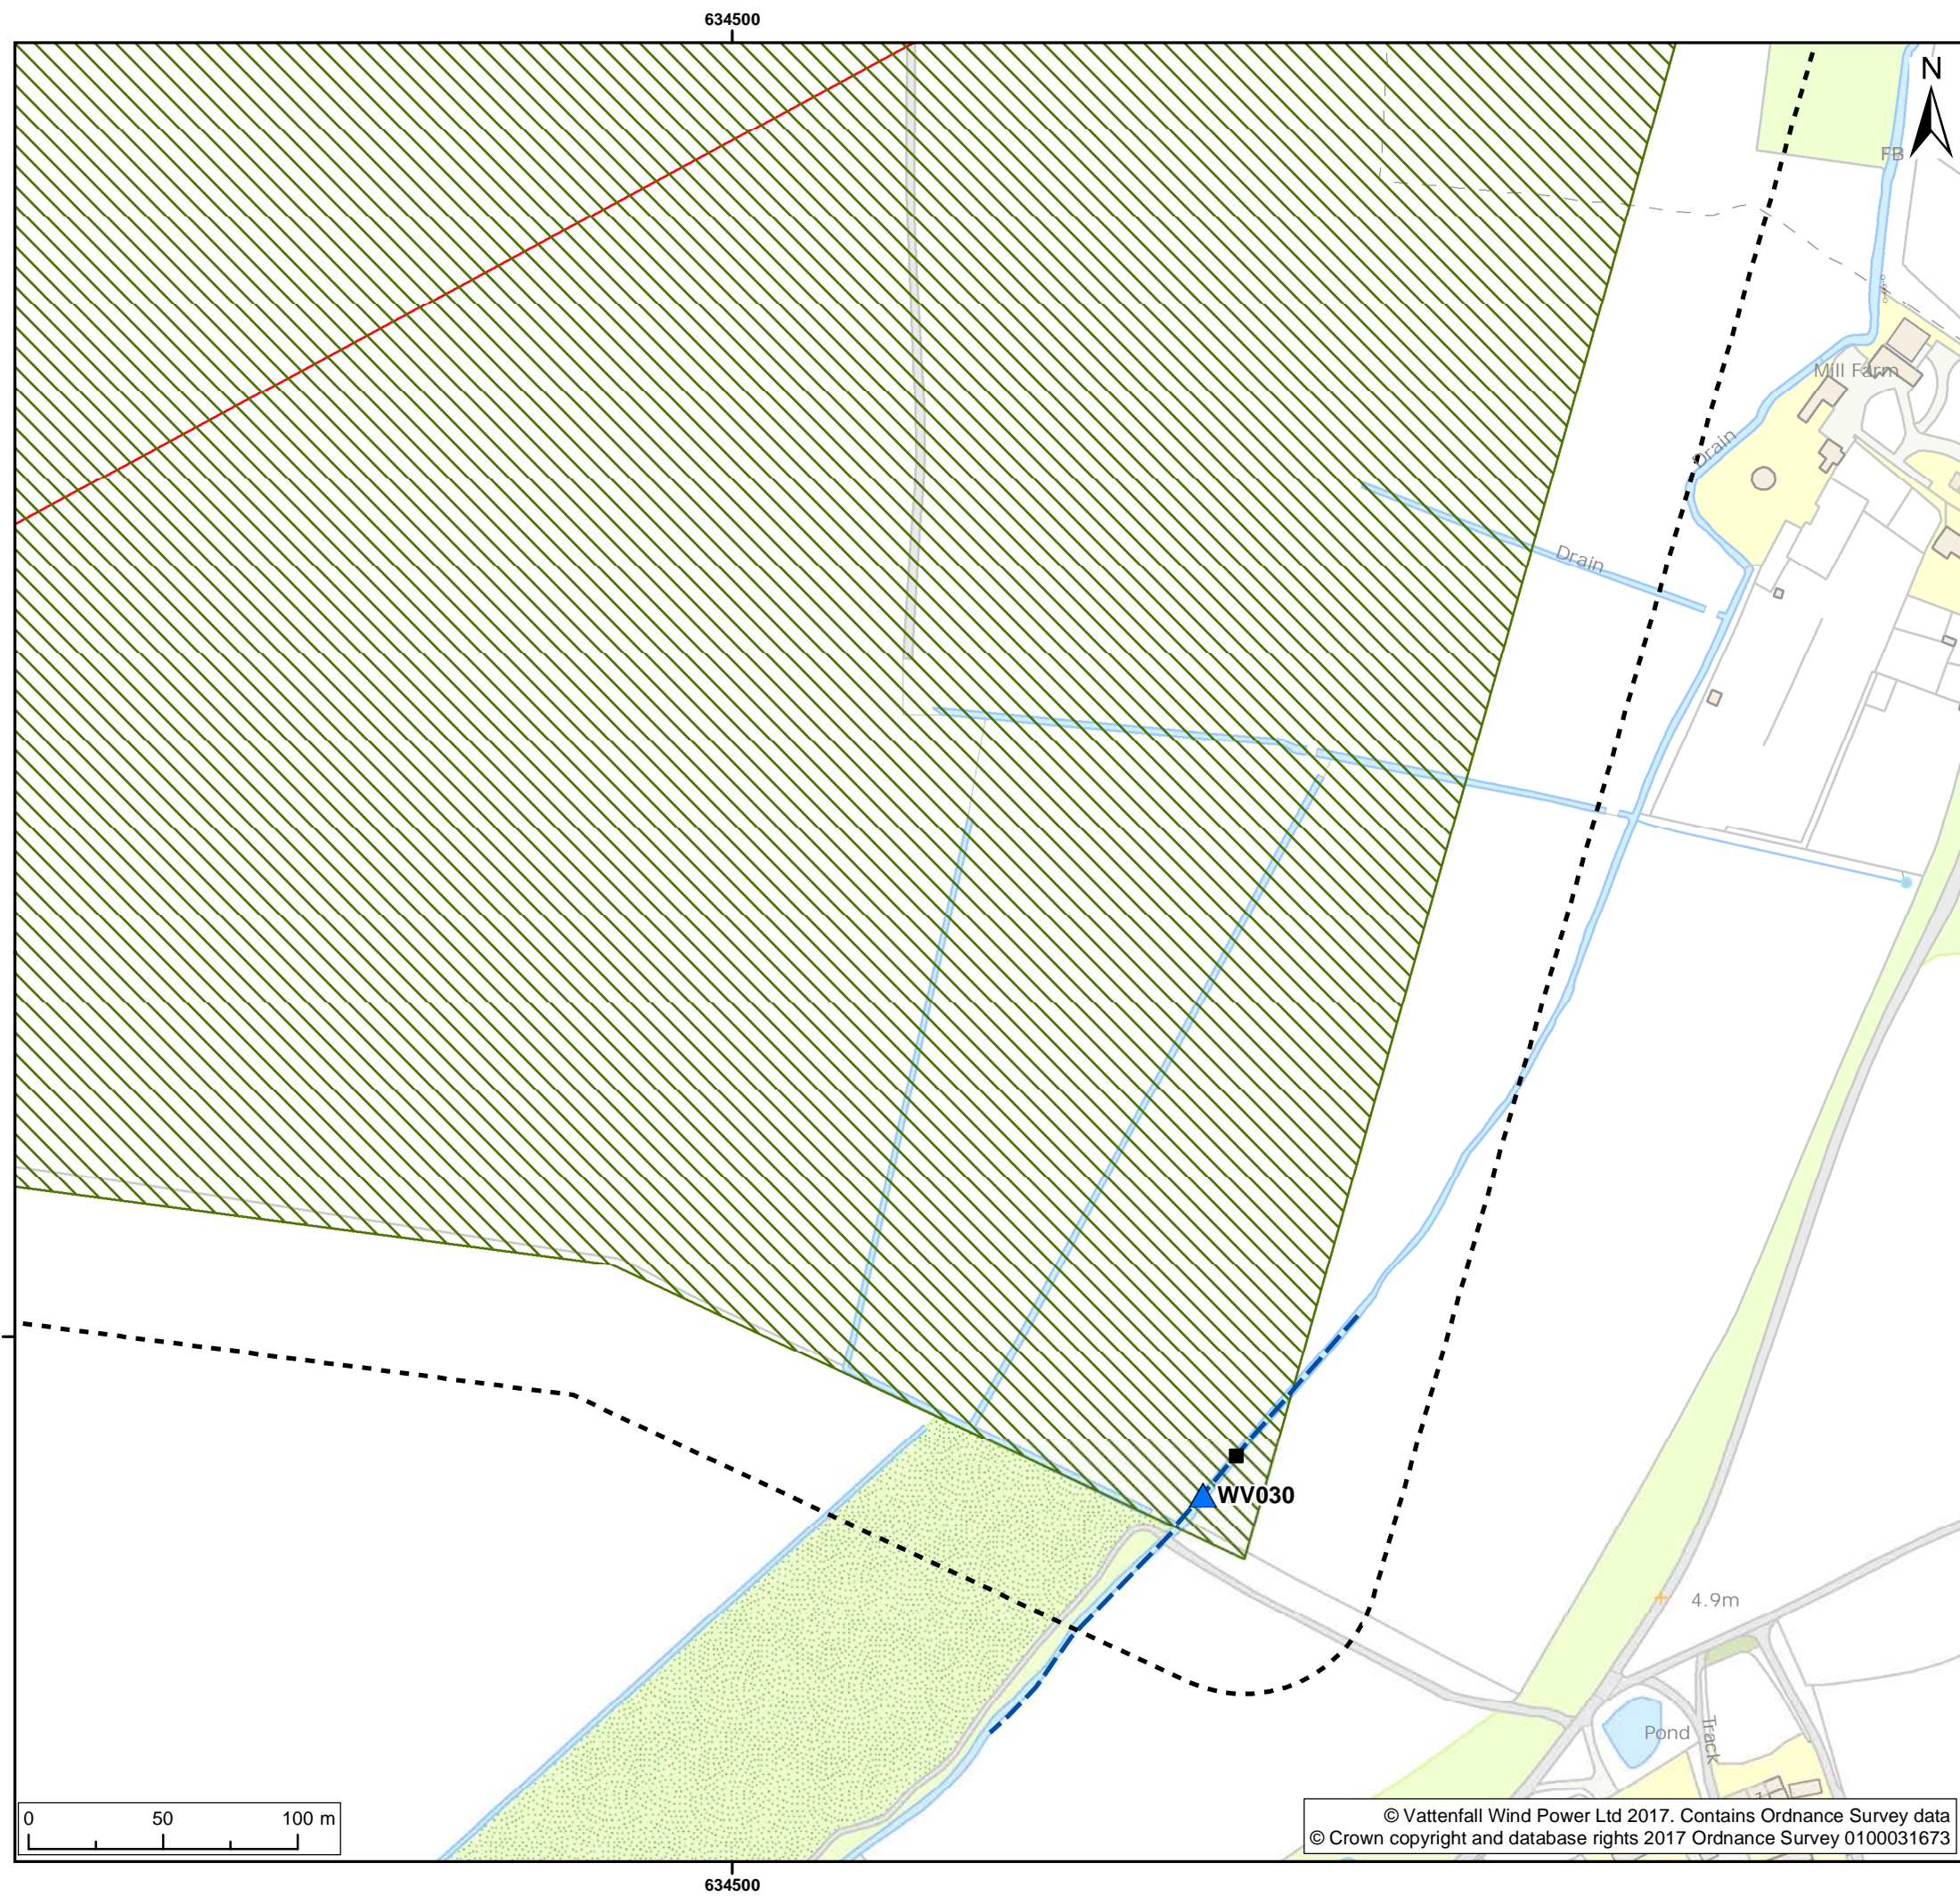 634500
N
FB
Mill Farm
Drain
Drain
WV030
4.9m
Pond
Track
0 50 100 m
© Vattenfall Wind Power Ltd 2017. Contains Ordnance Survey data
© Crown copyright and database rights 2017 Ordnance Survey 0100031673
634500